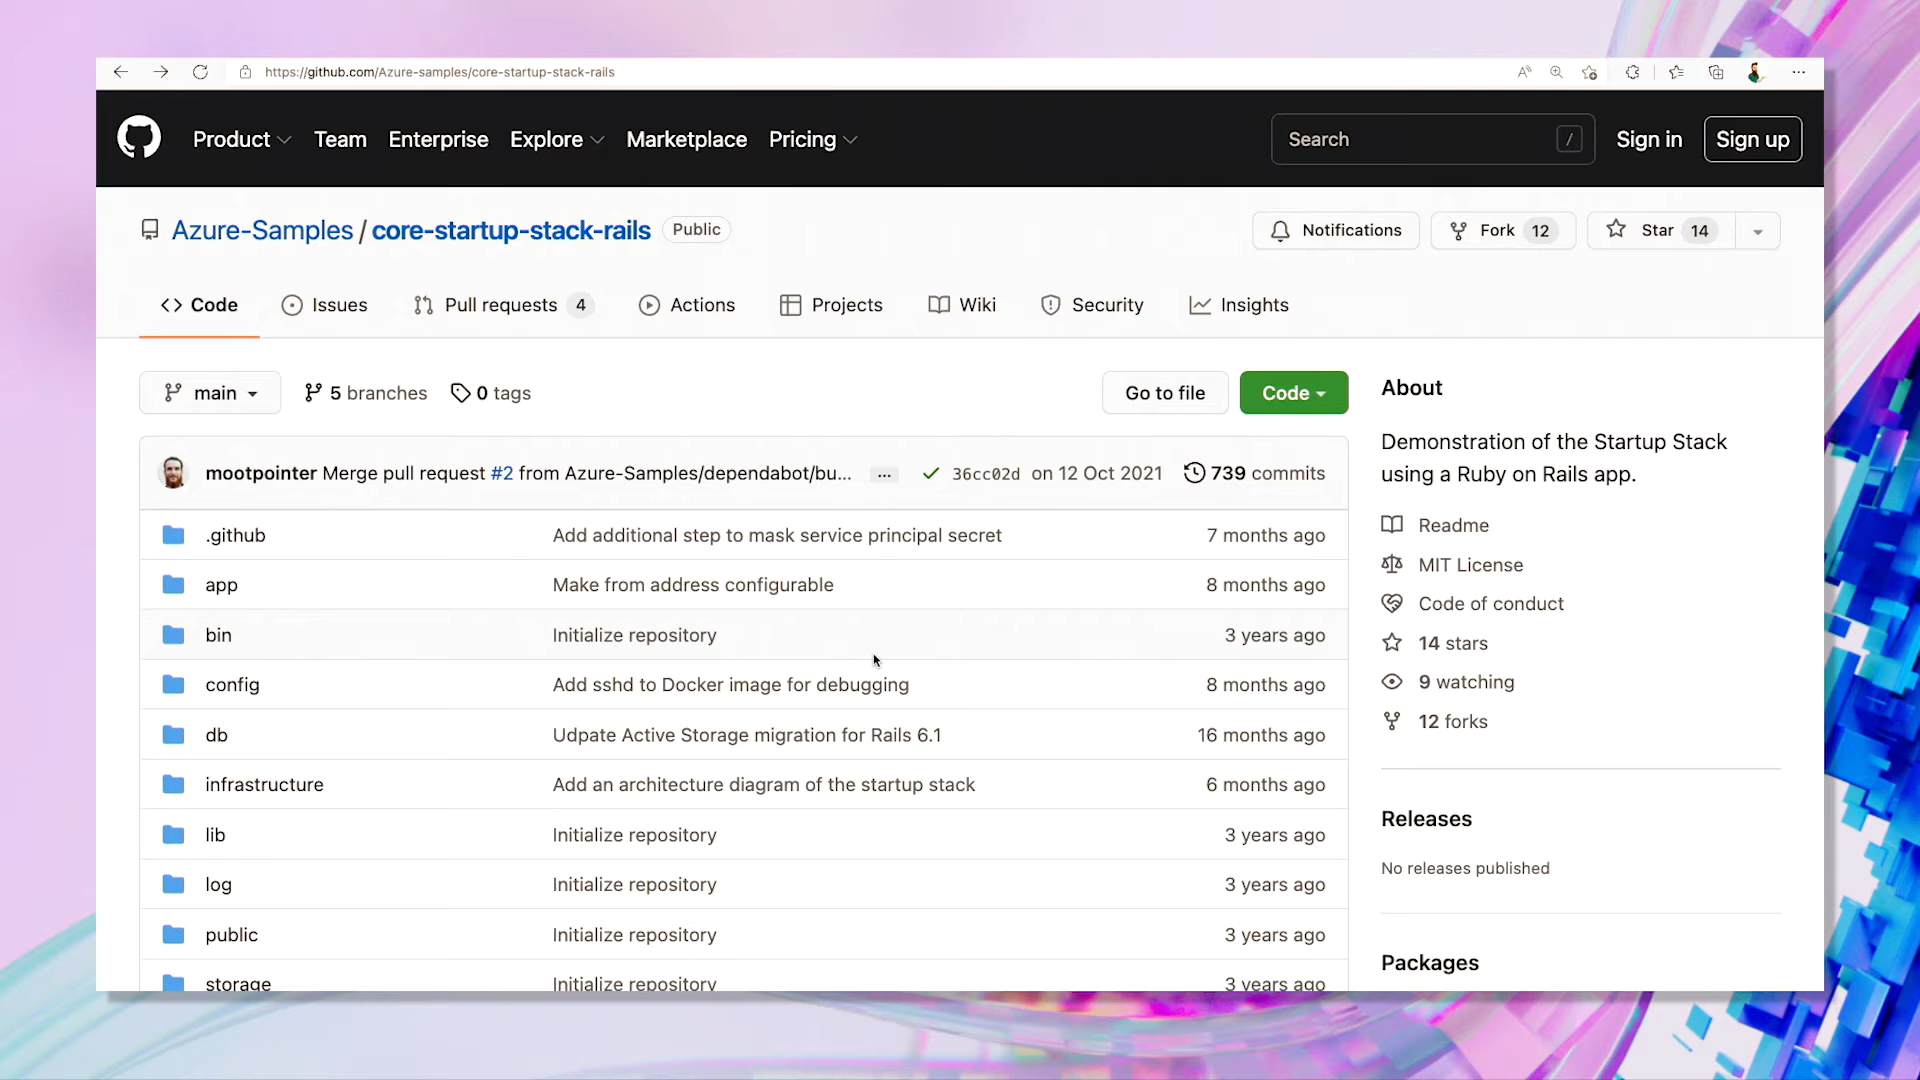 https://github.com/Azure-samples/core-startup-stack-rails
Product Team Enterprise Explore Marketplace Pricing Search / Sign in Sign up
Azure-Samples / core-startup-stack-rails Public Notifications Fork 12 Star 14
Code Issues Pull requests 4 Actions Projects Wiki Security Insights
main 5 branches 0 tags Go to file Code
mootpointer Merge pull request #2 from Azure-Samples/dependabot/bu... ... 36cc02d on 12 Oct 2021 739 commits
.github Add additional step to mask service principal secret 7 months ago
app Make from address configurable 8 months ago
bin Initialize repository 3 years ago
config Add sshd to Docker image for debugging 8 months ago
db Udpate Active Storage migration for Rails 6.1 16 months ago
infrastructure Add an architecture diagram of the startup stack 6 months ago
lib Initialize repository 3 years ago
log Initialize repository 3 years ago
public Initialize repository 3 years ago
storage Initialize repository 3 years ago
About
Demonstration of the Startup Stack
using a Ruby on Rails app.
Readme
MIT License
Code of conduct
14 stars
9 watching
12 forks
Releases
No releases published
Packages